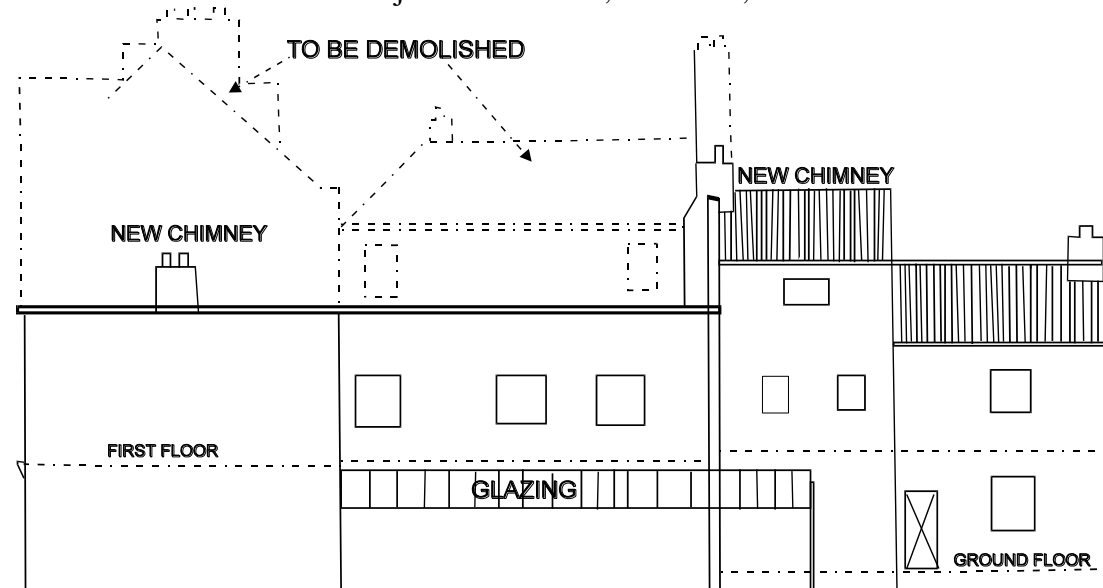 TO BE DEMOLISHED
NEW CHIMNEY
NEW CHIMNEY
FIRST FLOOR
GLAZING
GROUND FLOOR